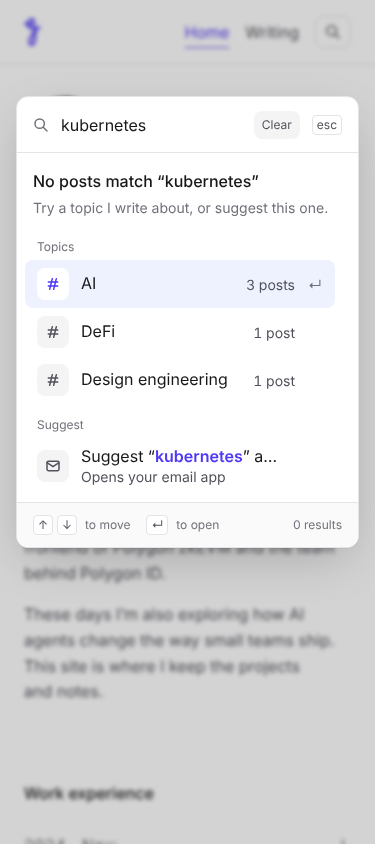 Home Writing
kubernetes Clear esc
No posts match “kubernetes”
Try a topic I write about, or suggest this one.
Topics
# AI 3 posts ↵
# DeFi 1 post
# Design engineering 1 post
Suggest
Suggest “kubernetes” a...
Opens your email app
↑ ↓ to move ↵ to open 0 results
frontend of Polygon zkEVM and the team
behind Polygon ID.
These days I'm also exploring how AI
agents change the way small teams ship.
This site is where I keep the projects
and notes.
Work experience